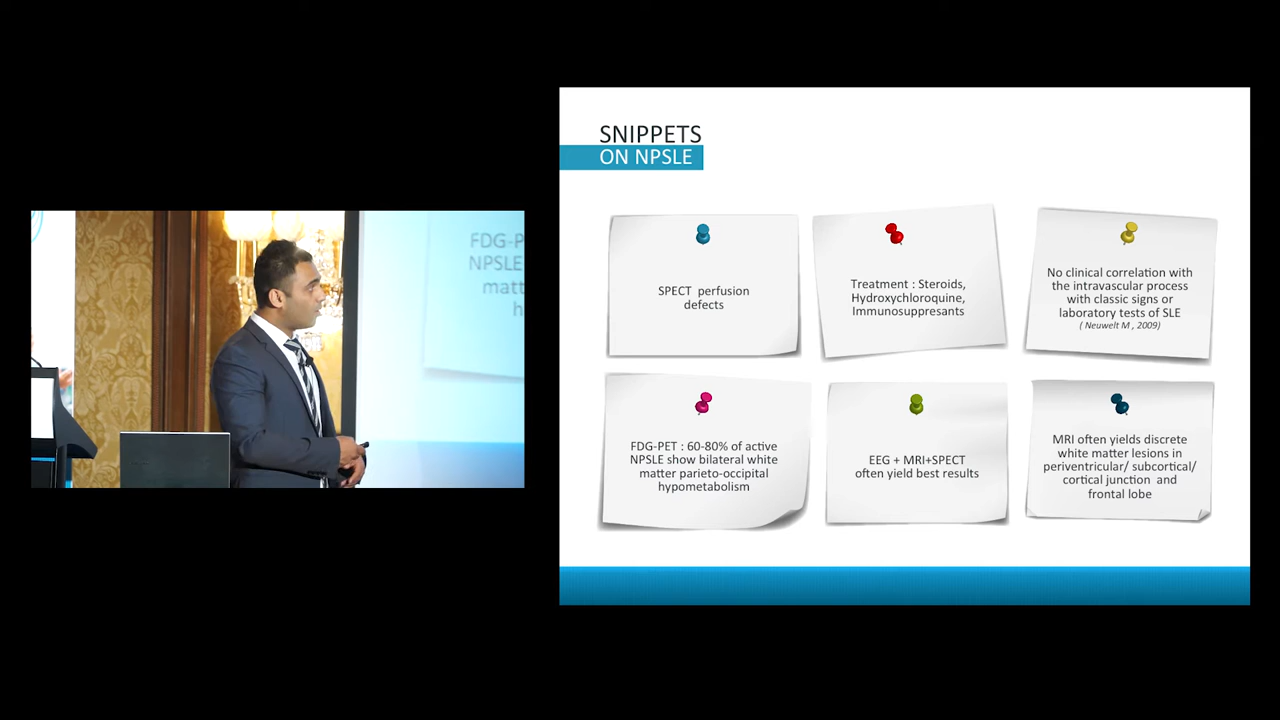 SNIPPETS
ON NPSLE
SPECT perfusion
defects
Treatment : Steroids,
Hydroxychloroquine,
Immunosuppresants
No clinical correlation with
the intravascular process
with classic signs or
laboratory tests of SLE
( Neuwelt M , 2009)
FDG-PET : 60-80% of active
NPSLE show bilateral white
matter parieto-occipital
hypometabolism
EEG + MRI+SPECT
often yield best results
MRI often yields discrete
white matter lesions in
periventricular/ subcortical/
cortical junction and
frontal lobe
FDG-P
NPSLE
matt
h